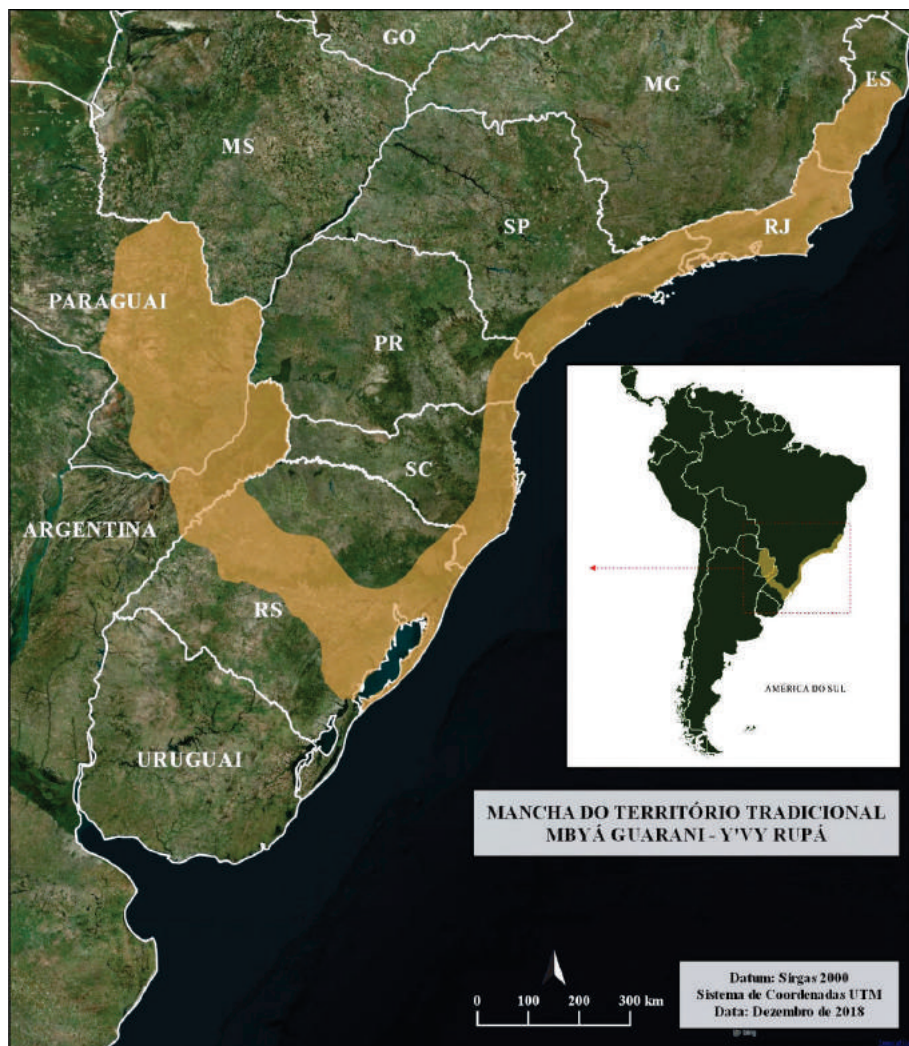 GO
MG
ES
MS
SP
RJ
PARAGUAI
PR
SC
ARGENTINA
RS
AMÉRICA DO SUL
URUGUAI
MANCHA DO TERRITÓRIO TRADICIONAL
MBYÁ GUARANI - Y'VY RUPÁ
0 100 200 300 km
Datum: Sirgas 2000
Sistema de Coordenadas UTM
Data: Dezembro de 2018
bing